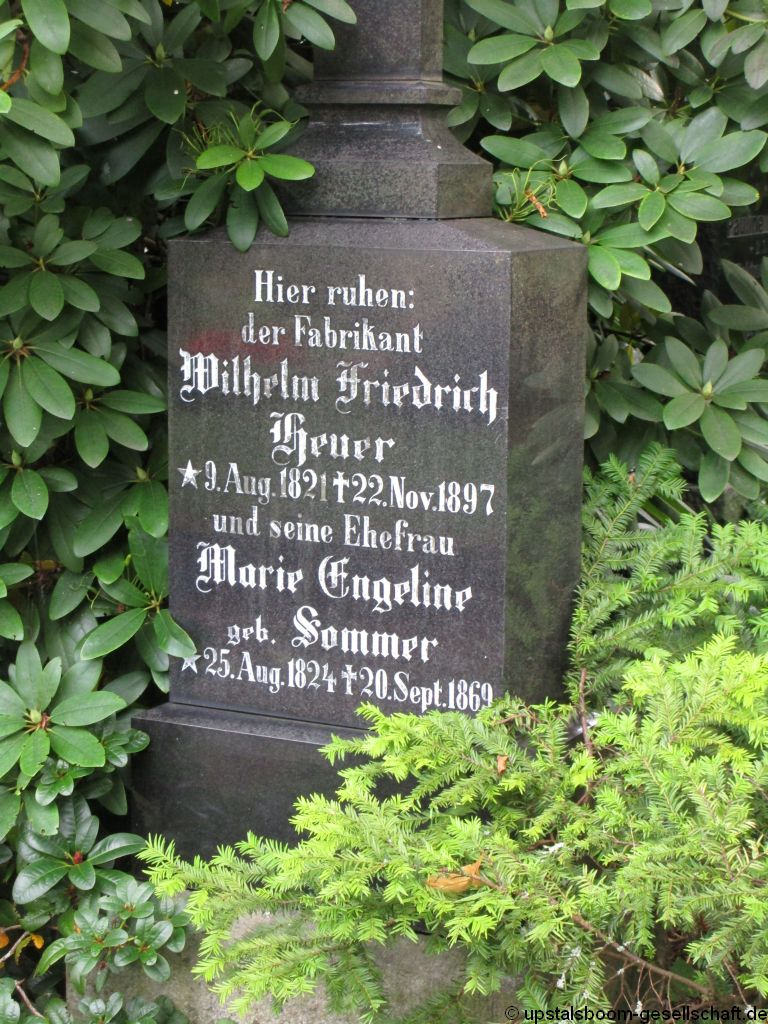 Hier ruhen:
der Fabrikant
Wilhelm Friedrich
Heuer
★9.Aug.1821 ✝22.Nov.1897
und seine Ehefrau
Marie Engeline
geb. Sommer
★25.Aug.1824 ✝20.Sept.1869
© upstalsboom-gesellschaft.de